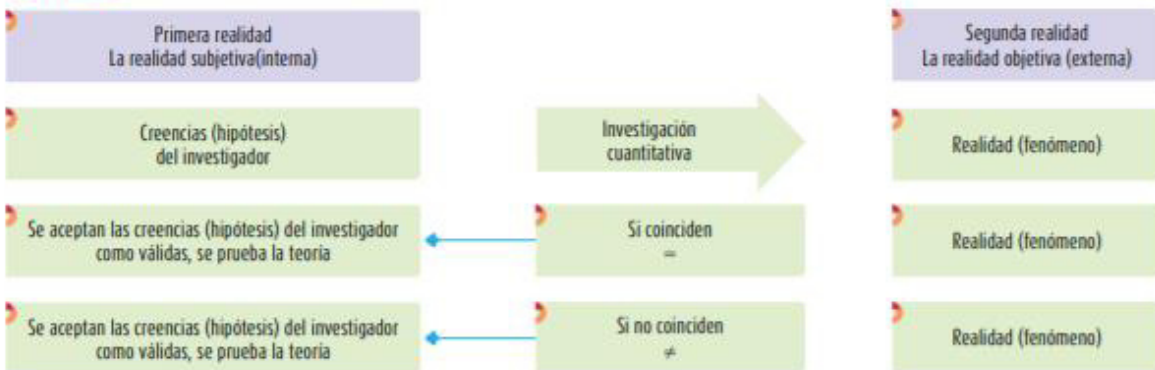 Primera realidad
La realidad subjetiva(interna)
Segunda realidad
La realidad objetiva (externa)
Creencias (hipótesis)
del investigador
Investigación
cuantitativa
Realidad (fenómeno)
Se aceptan las creencias (hipótesis) del investigador
como válidas, se prueba la teoría
Si coinciden
=
Realidad (fenómeno)
Se aceptan las creencias (hipótesis) del investigador
como válidas, se prueba la teoría
Si no coinciden
≠
Realidad (fenómeno)